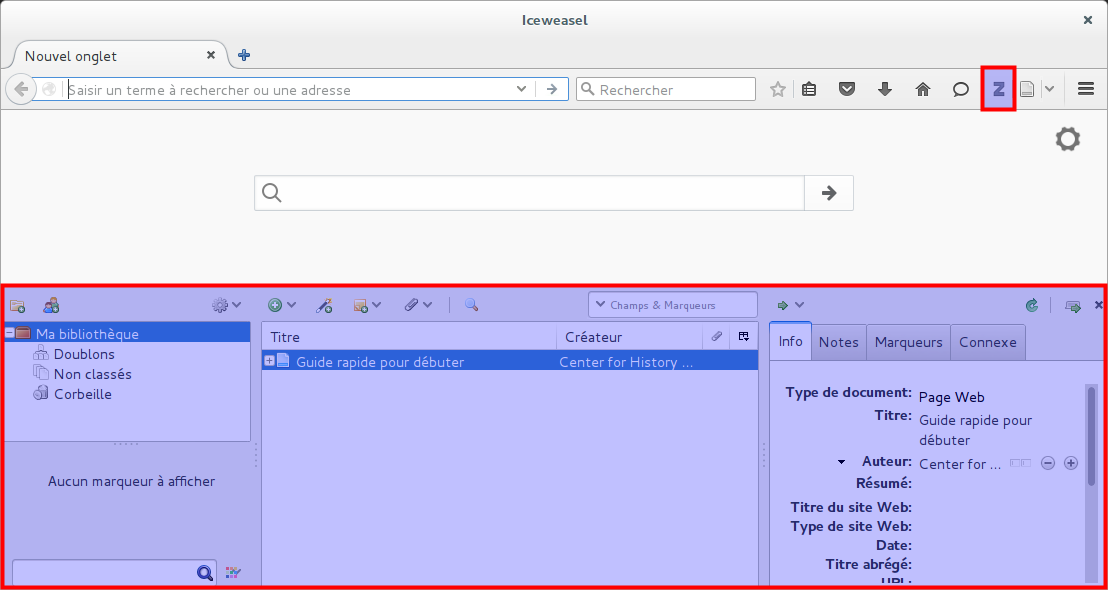 Iceweasel
Nouvel onglet
Saisir un terme à rechercher ou une adresse
Rechercher
Z
Champs & Marqueurs
Ma bibliothèque
Doublons
Non classés
Corbeille
Aucun marqueur à afficher
Titre Créateur
Guide rapide pour débuter Center for History ...
Info Notes Marqueurs Connexe
Type de document: Page Web
Titre: Guide rapide pour
débuter
Auteur: Center for ...
Résumé:
Titre du site Web:
Type de site Web:
Date:
Titre abrégé:
URL: